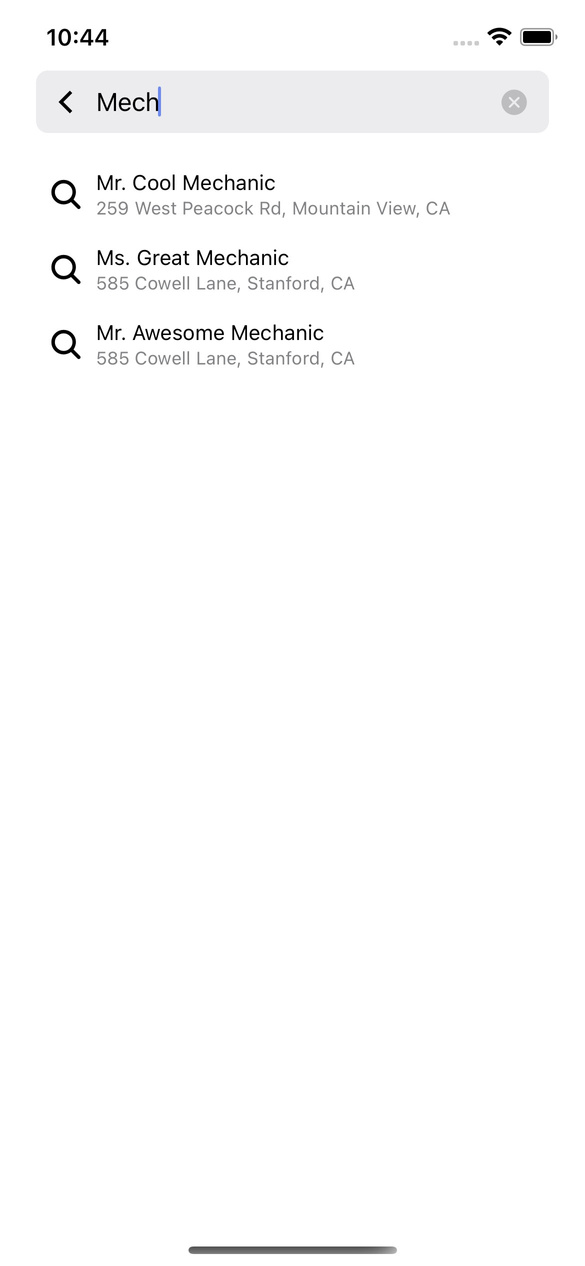 10:44
Mech
Mr. Cool Mechanic
259 West Peacock Rd, Mountain View, CA
Ms. Great Mechanic
585 Cowell Lane, Stanford, CA
Mr. Awesome Mechanic
585 Cowell Lane, Stanford, CA